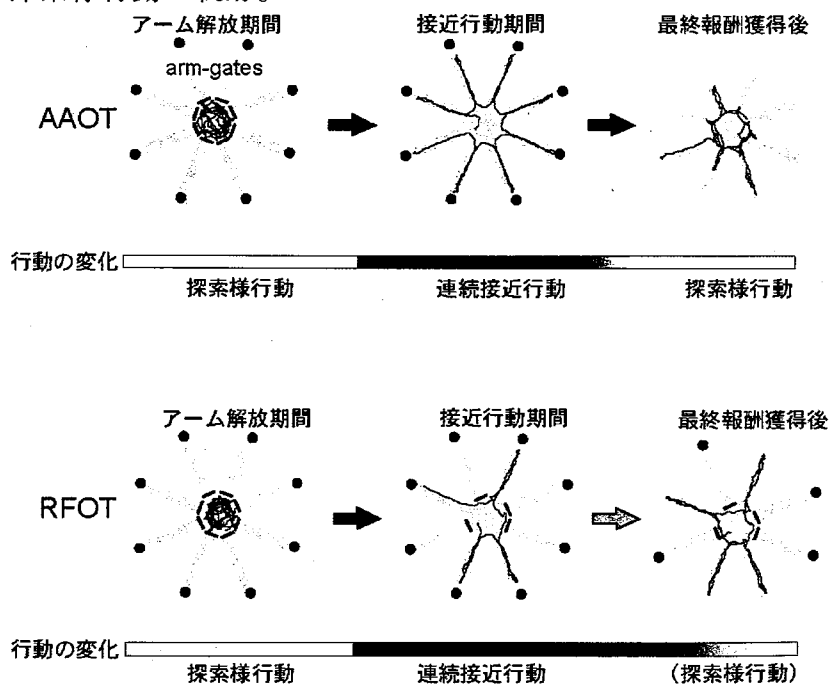 アーム解放期間 接近行動期間 最終報酬獲得後
arm-gates
AAOT
行動の変化
探索様行動 連続接近行動 探索様行動
アーム解放期間 接近行動期間 最終報酬獲得後
RFOT
行動の変化
探索様行動 連続接近行動 (探索様行動)